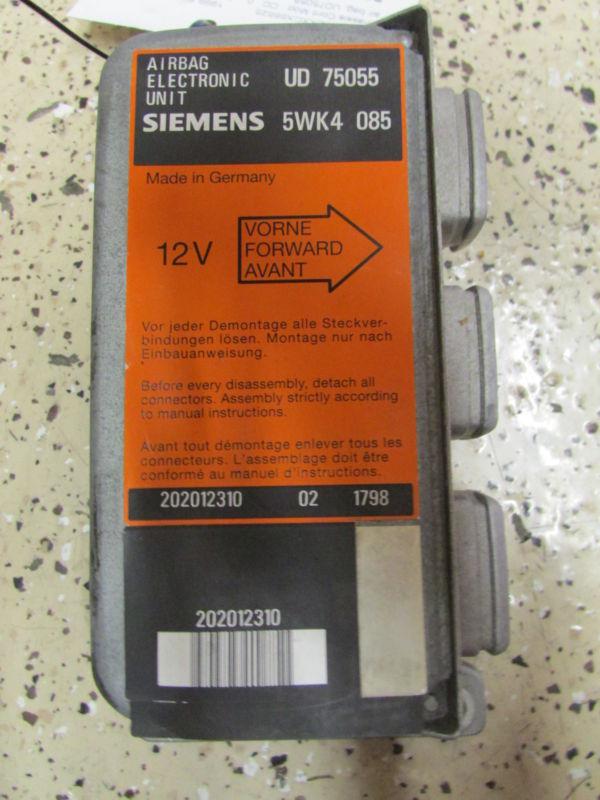 AIRBAG
ELECTRONIC UD 75055
UNIT
SIEMENS 5WK4 085
Made in Germany
12V
VORNE
FORWARD
AVANT
Vor jeder Demontage alle Steckver-
bindungen lösen. Montage nur nach
Einbauanweisung.
Before every disassembly, detach all
connectors. Assembly strictly according
to manual instructions.
Avant tout démontage enlever tous les
connecteurs. L'assemblage doit être
conformé au manuel d'instructions.
202012310 02 1798
202012310